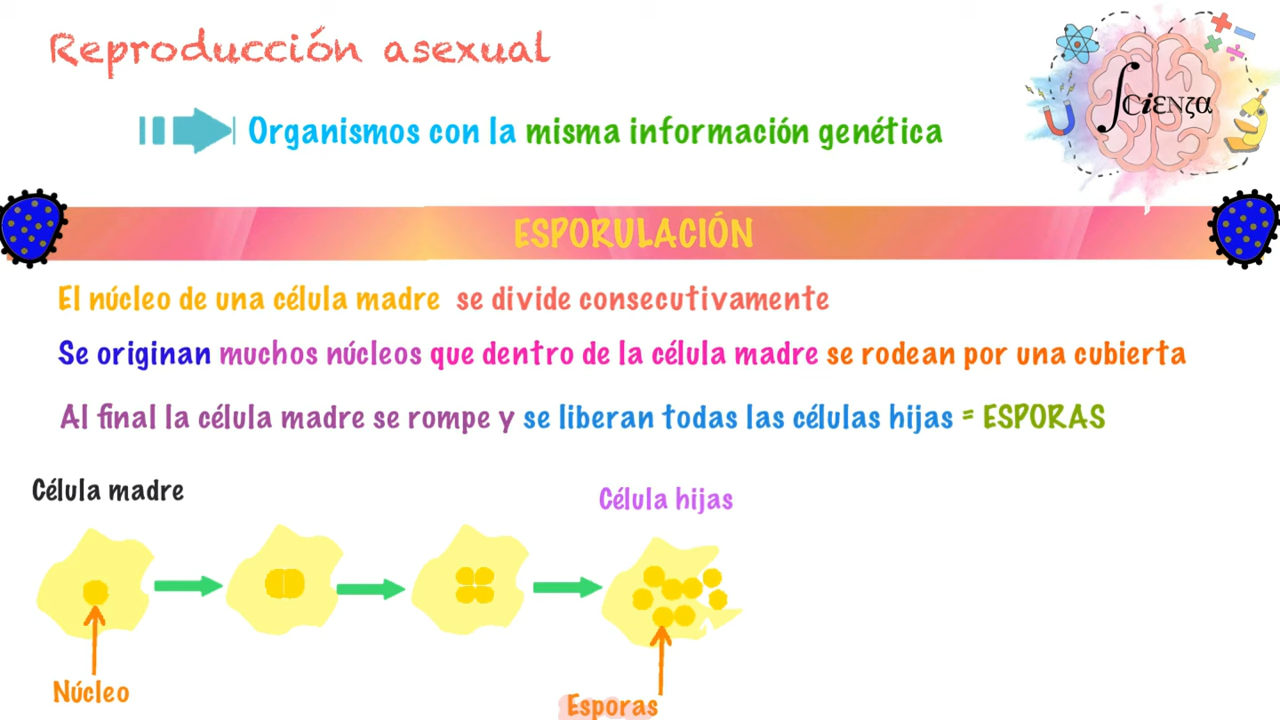 Reproducción asexual
Scienza
Organismos con la misma información genética
ESPORULACIÓN
El núcleo de una célula madre se divide consecutivamente
Se originan muchos núcleos que dentro de la célula madre se rodean por una cubierta
Al final la célula madre se rompe y se liberan todas las células hijas = ESPORAS
Célula madre
Célula hijas
Núcleo
Esporas